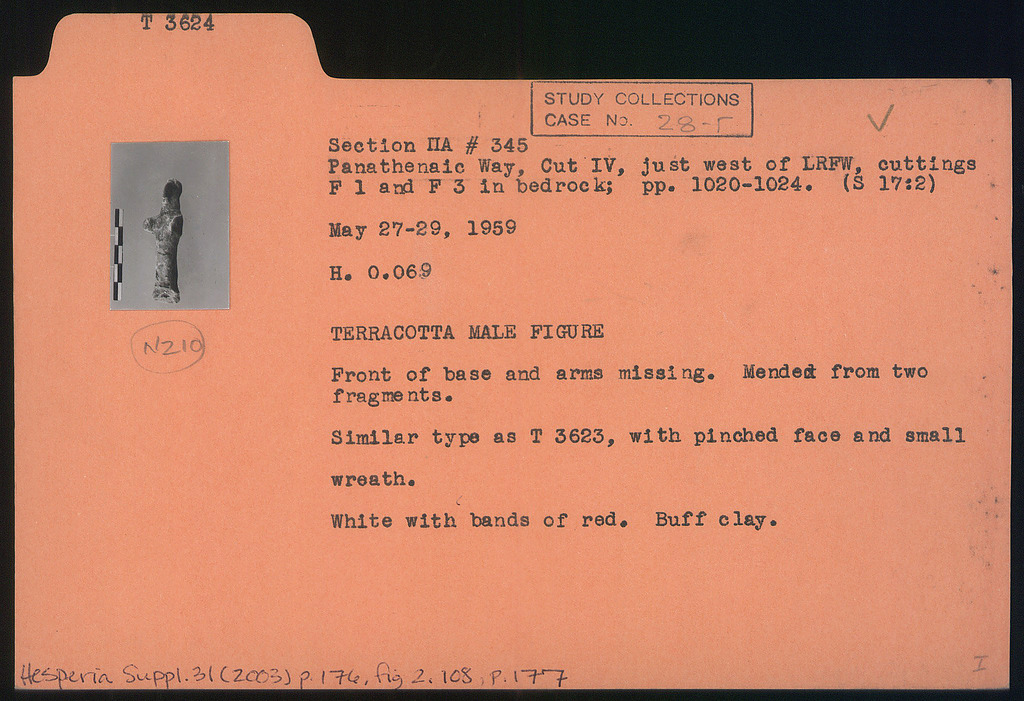 T 3624
STUDY COLLECTIONS
CASE No. 28-Γ
Section ΠA # 345
Panathenaic Way, Cut IV, just west of LRFW, cuttings
F 1 and F 3 in bedrock; pp. 1020-1024. (S 17:2)
May 27-29, 1959
H. 0.069
N210
TERRACOTTA MALE FIGURE
Front of base and arms missing. Mended from two
fragments.
Similar type as T 3623, with pinched face and small
wreath.
White with bands of red. Buff clay.
Hesperia Suppl. 31 (2003) p. 176, fig 2.108, p. 177
I